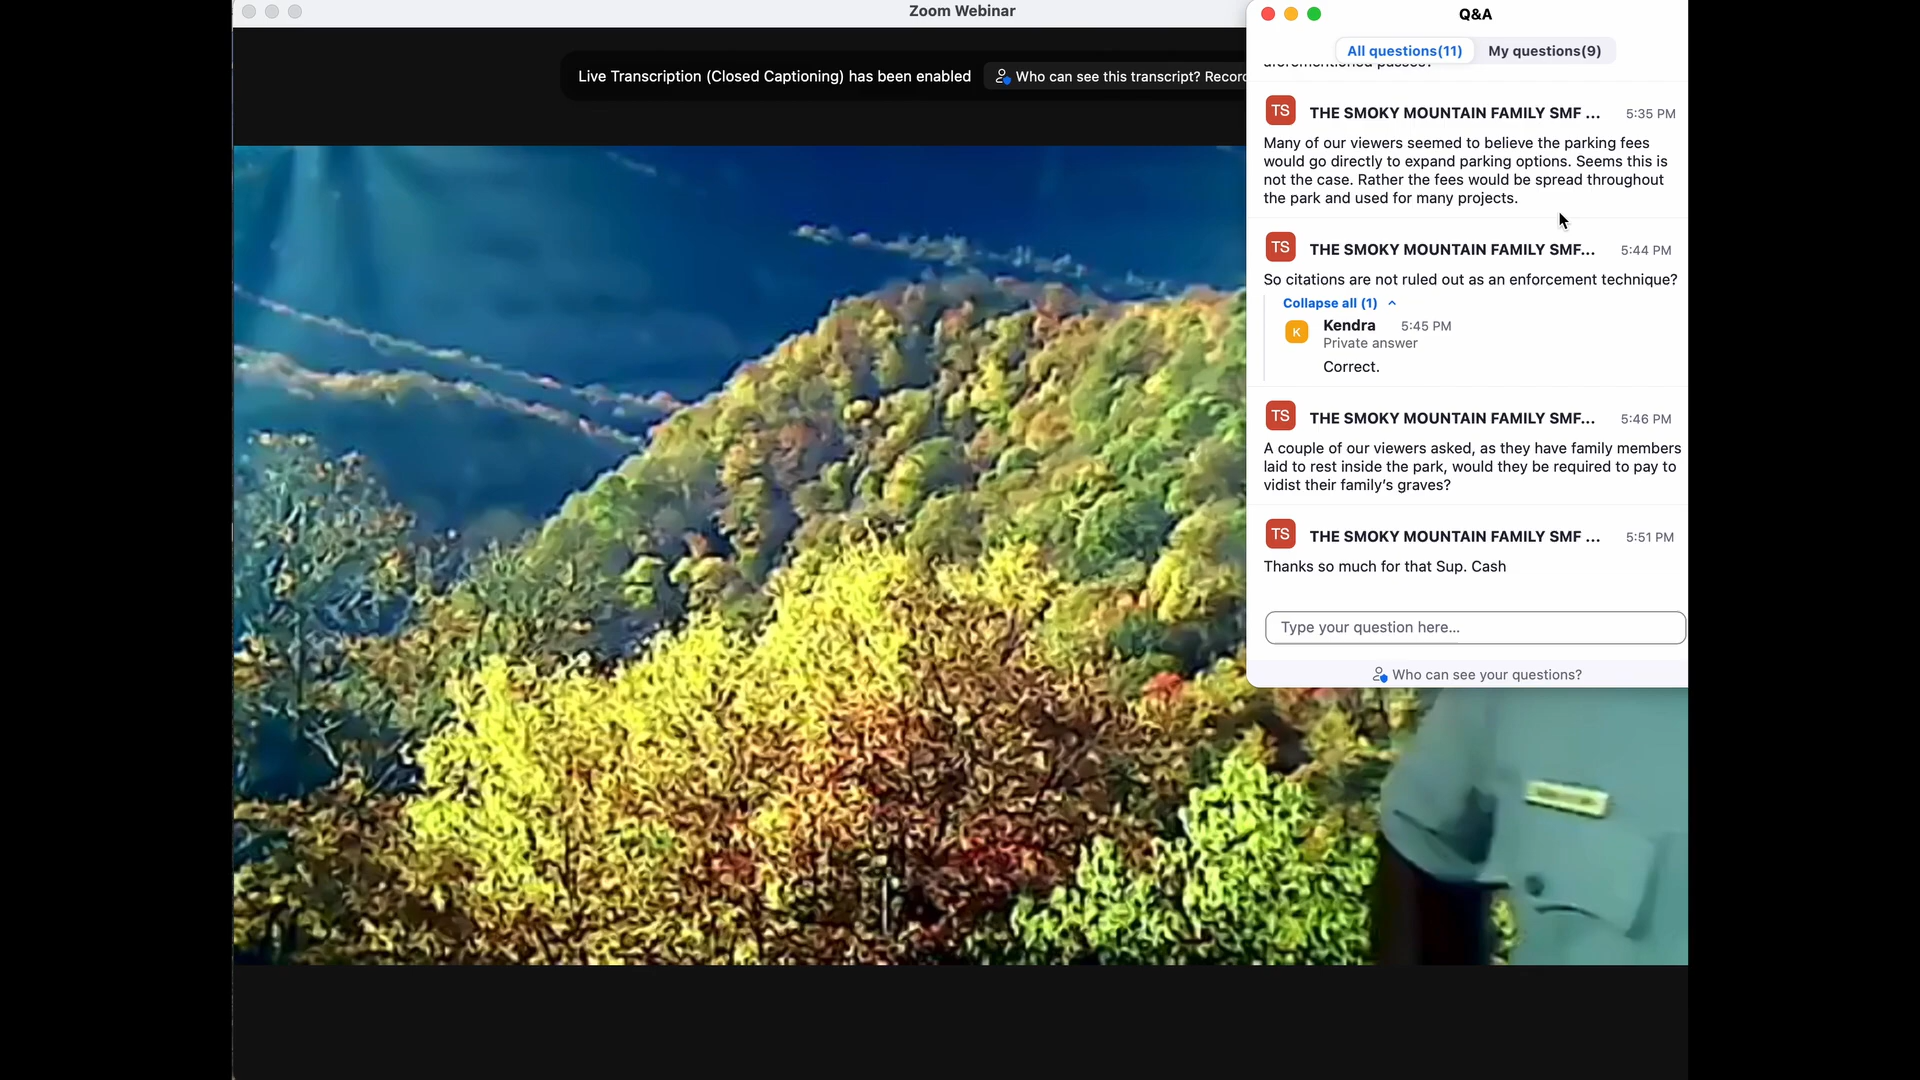 Zoom Webinar
Live Transcription (Closed Captioning) has been enabled
Who can see this transcript? Recor
Q&A
All questions(11)
My questions(9)
aforementioned passes?
TS
THE SMOKY MOUNTAIN FAMILY SMF ...
5:35 PM
Many of our viewers seemed to believe the parking fees
would go directly to expand parking options. Seems this is
not the case. Rather the fees would be spread throughout
the park and used for many projects.
TS
THE SMOKY MOUNTAIN FAMILY SMF...
5:44 PM
So citations are not ruled out as an enforcement technique?
Collapse all (1)
K
Kendra
5:45 PM
Private answer
Correct.
TS
THE SMOKY MOUNTAIN FAMILY SMF...
5:46 PM
A couple of our viewers asked, as they have family members
laid to rest inside the park, would they be required to pay to
vidist their family's graves?
TS
THE SMOKY MOUNTAIN FAMILY SMF ...
5:51 PM
Thanks so much for that Sup. Cash
Type your question here...
Who can see your questions?